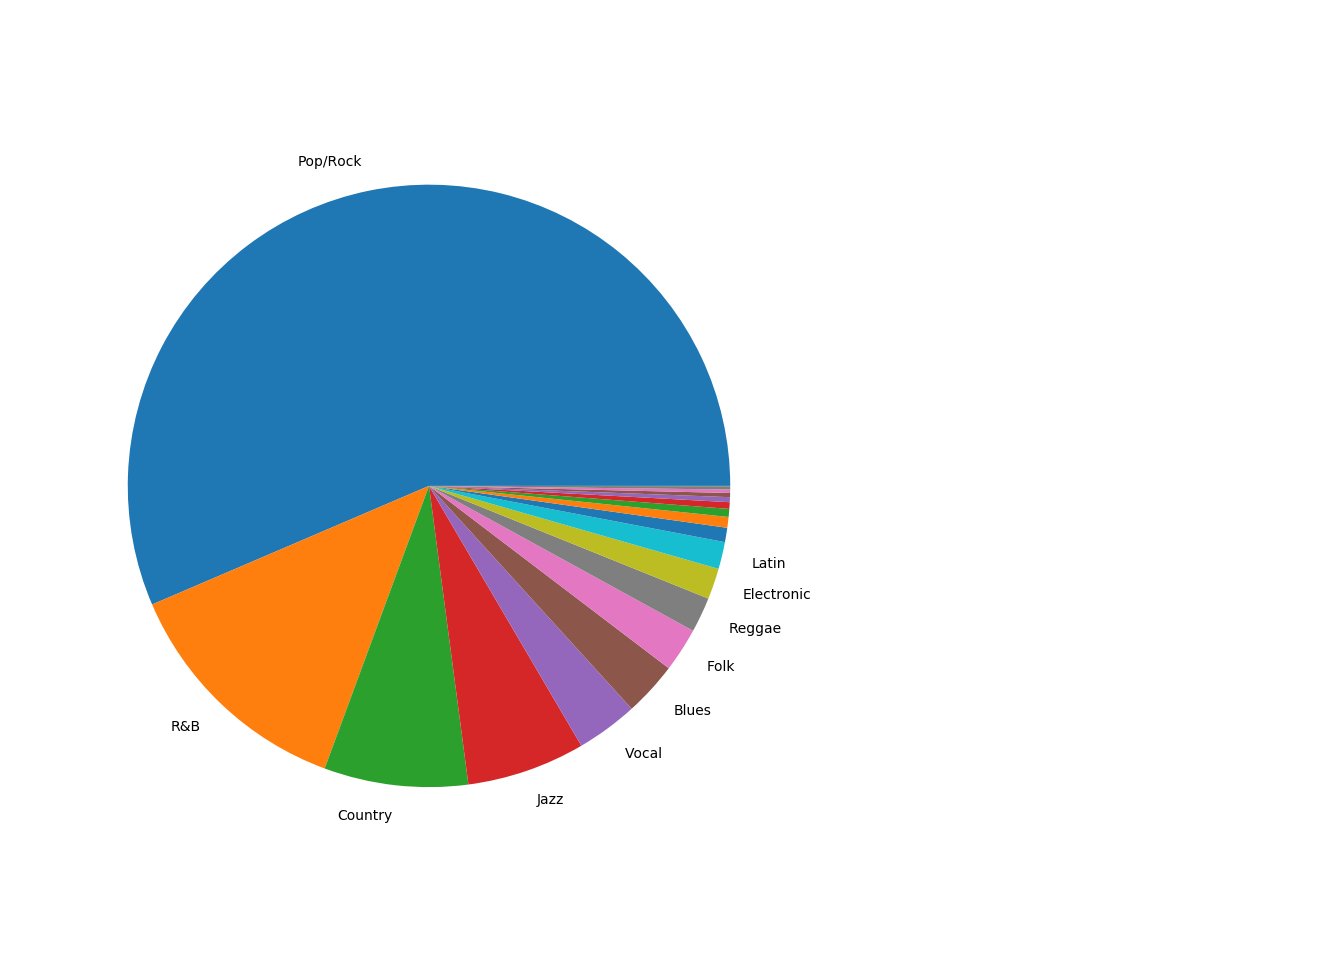 Pop/Rock
Latin
Electronic
Reggae
Folk
Blues
R&B
Vocal
Jazz
Country